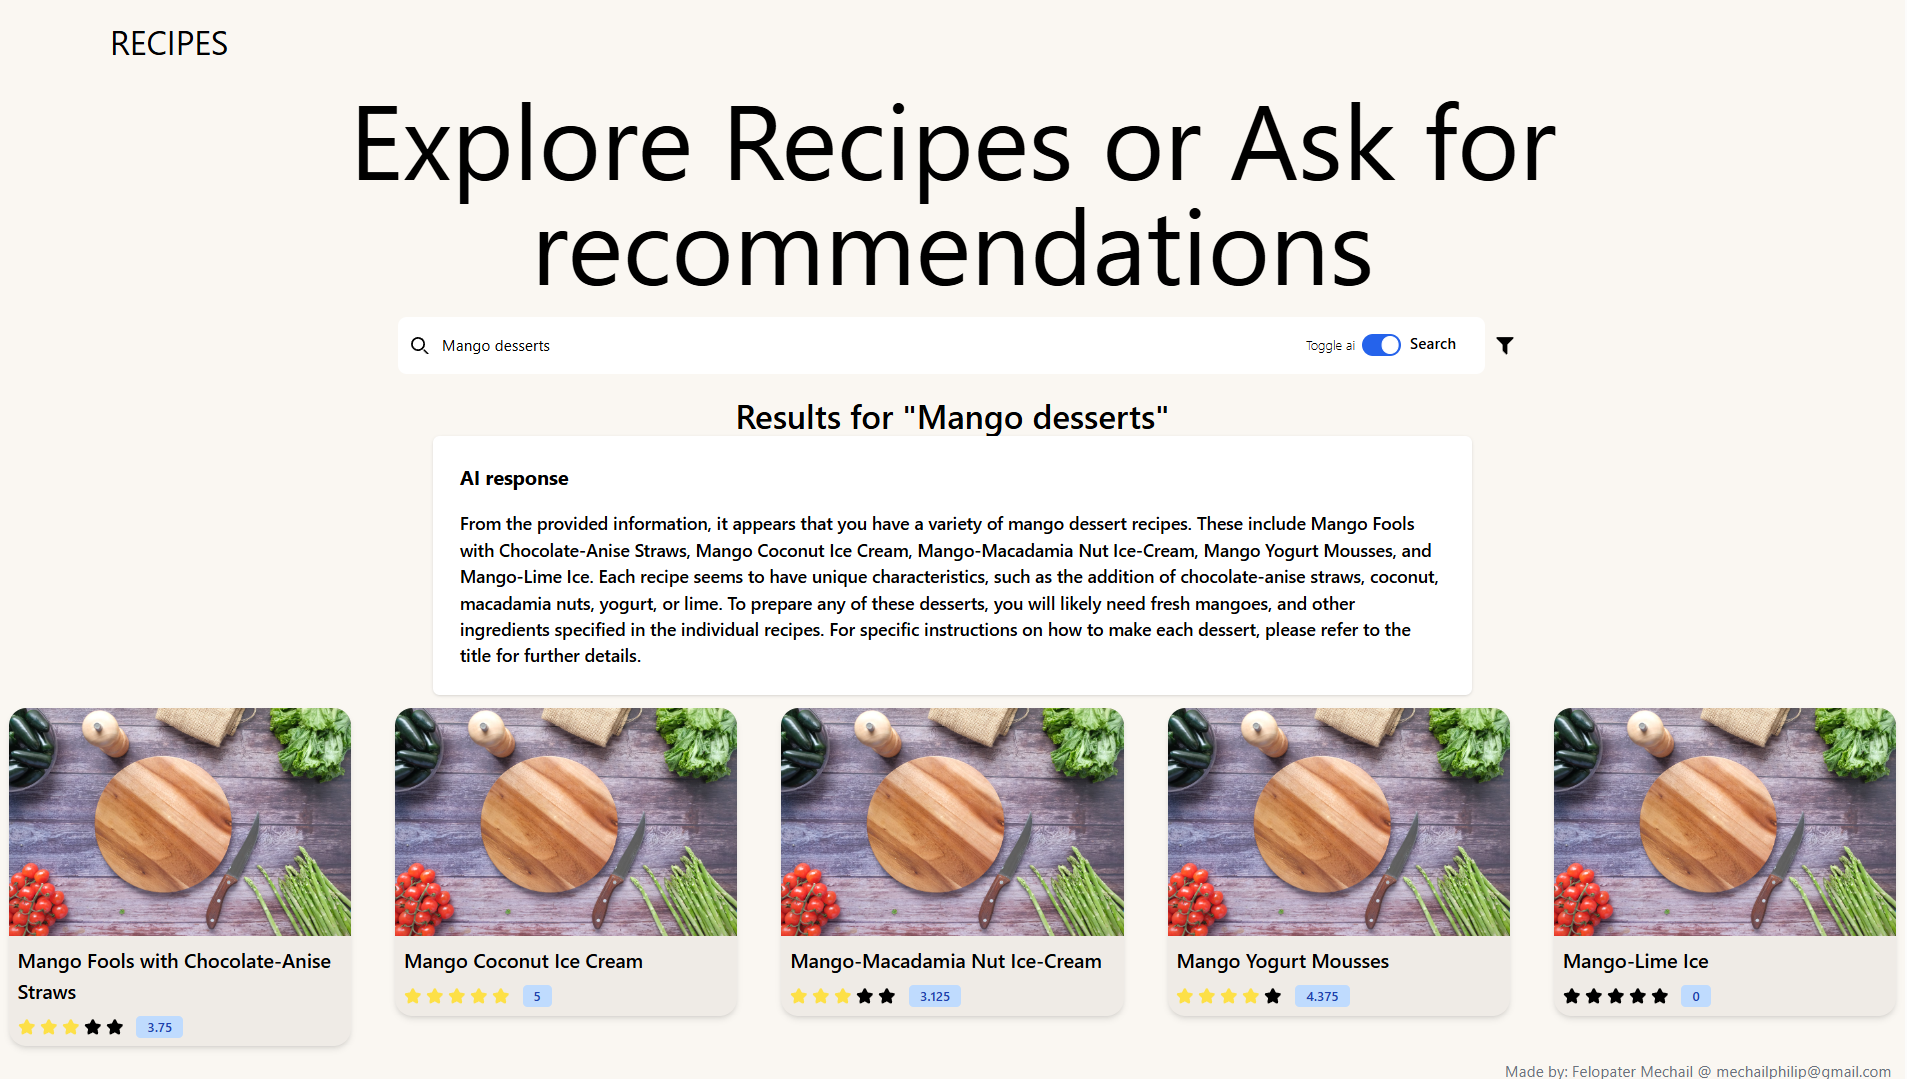 RECIPES
Explore Recipes or Ask for
recommendations
Mango desserts
Toggle ai
Search
Results for "Mango desserts"
AI response
From the provided information, it appears that you have a variety of mango dessert recipes. These include Mango Fools
with Chocolate-Anise Straws, Mango Coconut Ice Cream, Mango-Macadamia Nut Ice-Cream, Mango Yogurt Mousses, and
Mango-Lime Ice. Each recipe seems to have unique characteristics, such as the addition of chocolate-anise straws, coconut,
macadamia nuts, yogurt, or lime. To prepare any of these desserts, you will likely need fresh mangoes, and other
ingredients specified in the individual recipes. For specific instructions on how to make each dessert, please refer to the
title for further details.
Mango Fools with Chocolate-Anise
Straws
3.75
Mango Coconut Ice Cream
5
Mango-Macadamia Nut Ice-Cream
3.125
Mango Yogurt Mousses
4.375
Mango-Lime Ice
0
Made by: Felopater Mechail @ mechailphilip@gmail.com